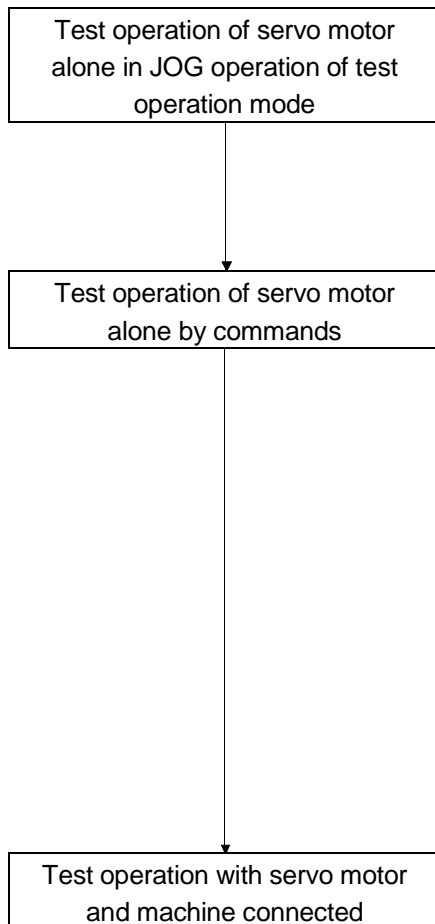 Test operation of servo motor
alone in JOG operation of test
operation mode
Test operation of servo motor
alone by commands
Test operation with servo motor
and machine connected